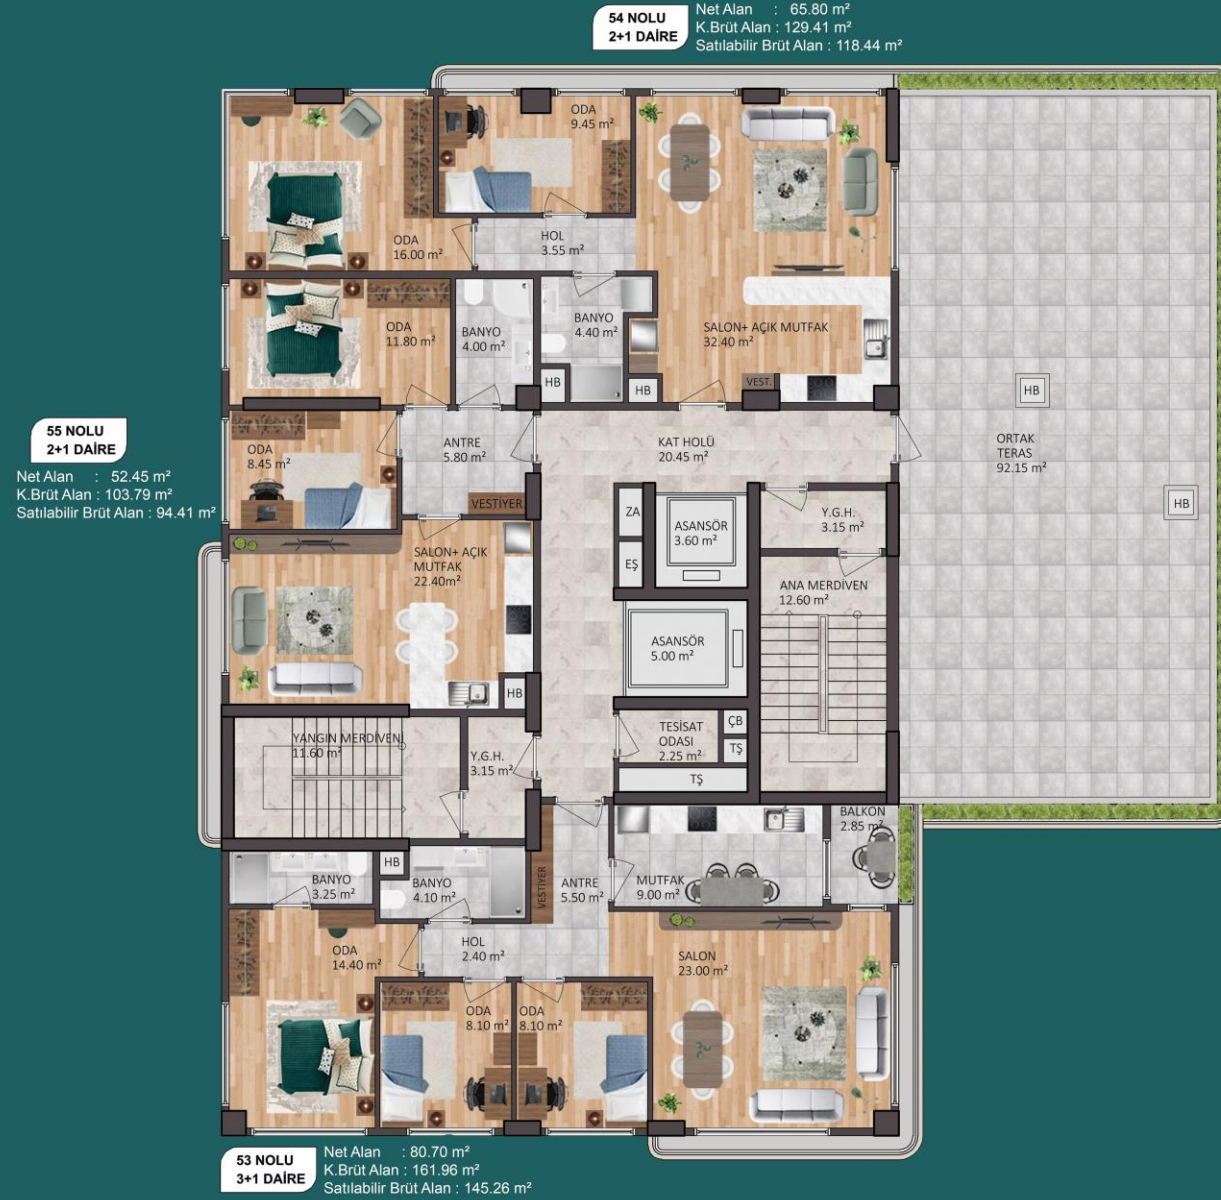 54 NOLU
2+1 DAİRE
Net Alan : 65.80 m²
K.Brüt Alan : 129.41 m²
Satılabilir Brüt Alan : 118.44 m²
ODA
9.45 m²
ODA
16.00 m²
HOL
3.55 m²
ODA
11.80 m²
BANYO
4.00 m²
BANYO
4.40 m²
SALON+ AÇIK MUTFAK
32.40 m²
HB
HB
VEST.
HB
55 NOLU
2+1 DAİRE
Net Alan : 52.45 m²
K.Brüt Alan : 103.79 m²
Satılabilir Brüt Alan : 94.41 m²
ODA
8.45 m²
ANTRE
5.80 m²
VESTİYER
KAT HOLÜ
20.45 m²
ORTAK
TERAS
92.15 m²
HB
ZA
EŞ
ASANSÖR
3.60 m²
Y.G.H.
3.15 m²
SALON+ AÇIK
MUTFAK
22.40m²
ANA MERDİVEN
12.60 m²
ASANSÖR
5.00 m²
HB
YANGIN MERDİVENİ
11.60 m²
Y.G.H.
3.15 m²
TESİSAT
ODASI
2.25 m²
ÇB
TŞ
TŞ
BALKON
2.85 m²
BANYO
3.25 m²
HB
BANYO
4.10 m²
VESTİYER
ANTRE
5.50 m²
MUTFAK
9.00 m²
ODA
14.40 m²
HOL
2.40 m²
SALON
23.00 m²
ODA
8.10 m²
ODA
8.10 m²
53 NOLU
3+1 DAİRE
Net Alan : 80.70 m²
K.Brüt Alan : 161.96 m²
Satılabilir Brüt Alan : 145.26 m²